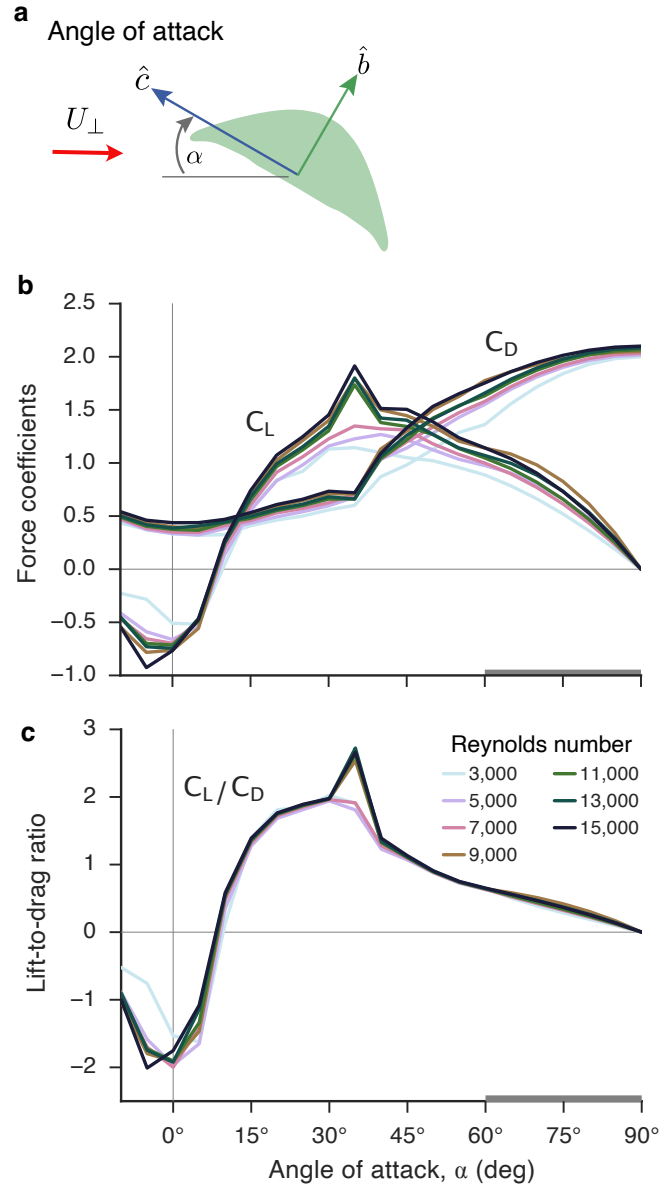 a
Angle of attack
ĉ
b̂
U⊥
α
b
2.5
2.0
1.5
1.0
0.5
0.0
−0.5
−1.0
Force coefficients
C_L
C_D
c
3
2
1
0
−1
−2
Lift-to-drag ratio
C_L/C_D
Reynolds number
3,000 11,000
5,000 13,000
7,000 15,000
9,000
0° 15° 30° 45° 60° 75° 90°
Angle of attack, α (deg)